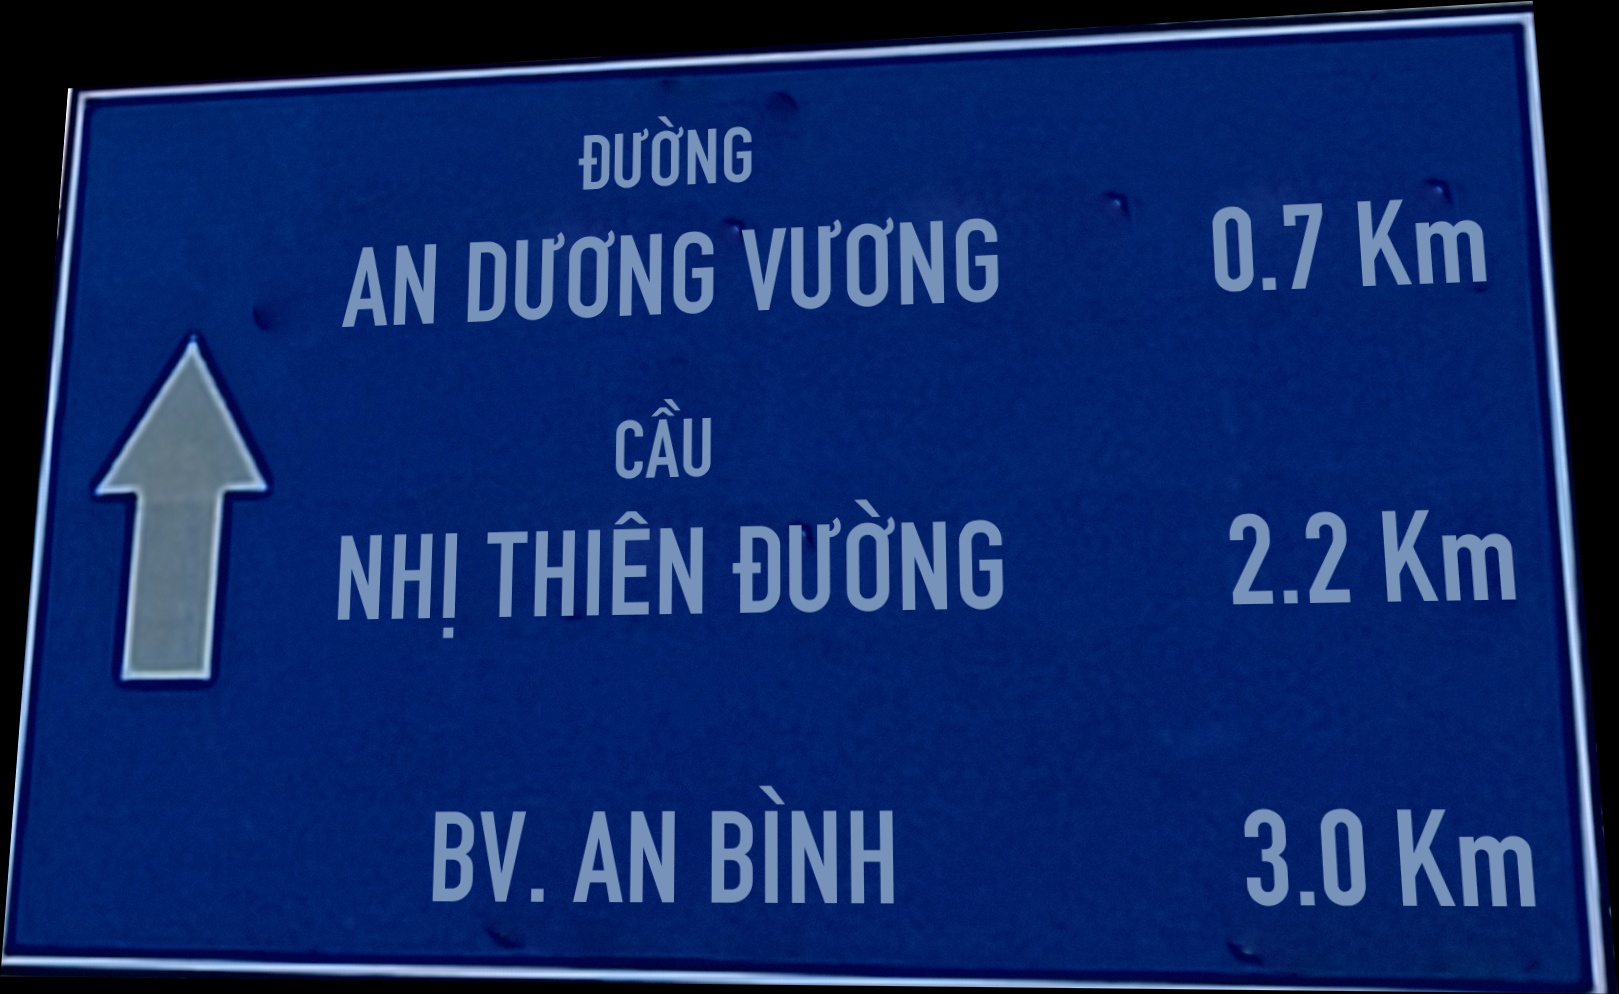 ĐƯỜNG
AN DƯƠNG VƯƠNG 0.7 Km
CẦU
NHỊ THIÊN ĐƯỜNG 2.2 Km
BV. AN BÌNH 3.0 Km